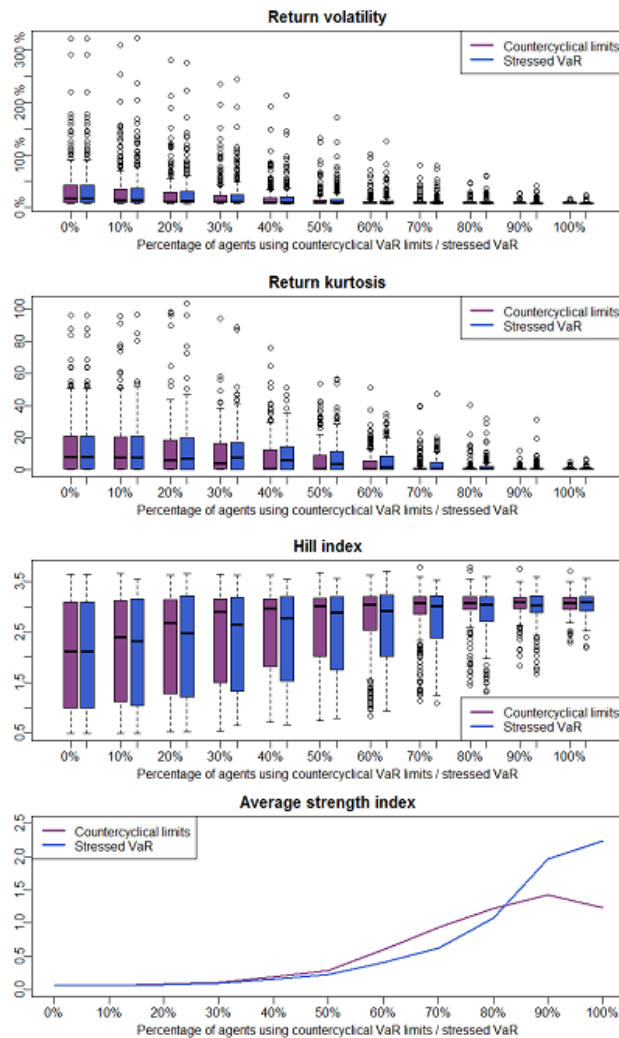 Return volatility
300 %
200 %
100 %
0 %
Countercyclical limits
Stressed VaR
0% 10% 20% 30% 40% 50% 60% 70% 80% 90% 100%
Percentage of agents using countercyclical VaR limits / stressed VaR
Return kurtosis
100
60
20
0
Countercyclical limits
Stressed VaR
0% 10% 20% 30% 40% 50% 60% 70% 80% 90% 100%
Percentage of agents using countercyclical VaR limits / stressed VaR
Hill index
3.5
2.5
1.5
0.5
Countercyclical limits
Stressed VaR
0% 10% 20% 30% 40% 50% 60% 70% 80% 90% 100%
Percentage of agents using countercyclical VaR limits / stressed VaR
Average strength index
2.5
2.0
1.5
1.0
0.5
0.0
Countercyclical limits
Stressed VaR
0% 10% 20% 30% 40% 50% 60% 70% 80% 90% 100%
Percentage of agents using countercyclical VaR limits / stressed VaR